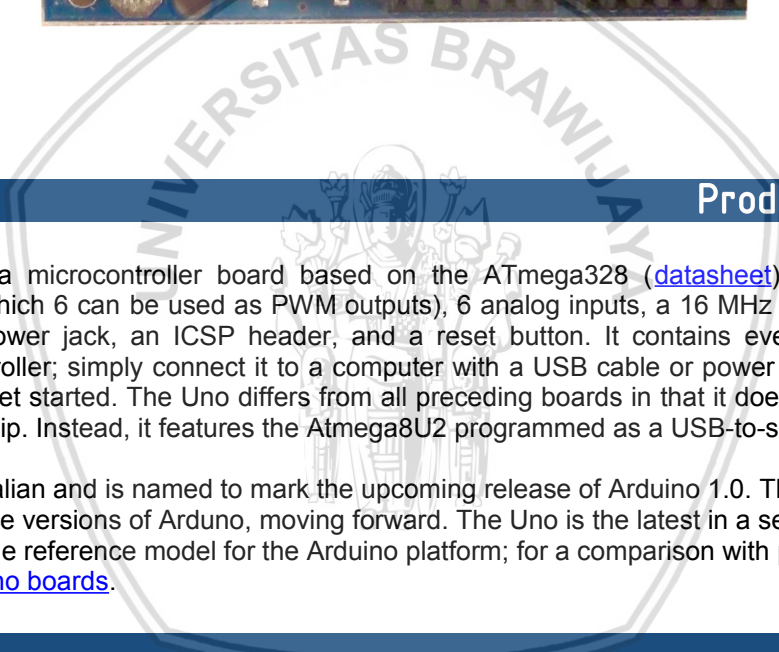 UNIVERSITAS BRAWIJAYA
Prod
a microcontroller board based on the ATmega328 (datasheet)
hich 6 can be used as PWM outputs), 6 analog inputs, a 16 MHz
ower jack, an ICSP header, and a reset button. It contains eve
roller; simply connect it to a computer with a USB cable or power
et started. The Uno differs from all preceding boards in that it doe
ip. Instead, it features the Atmega8U2 programmed as a USB-to-s
alian and is named to mark the upcoming release of Arduino 1.0. Th
e versions of Arduno, moving forward. The Uno is the latest in a se
e reference model for the Arduino platform; for a comparison with p
no boards.